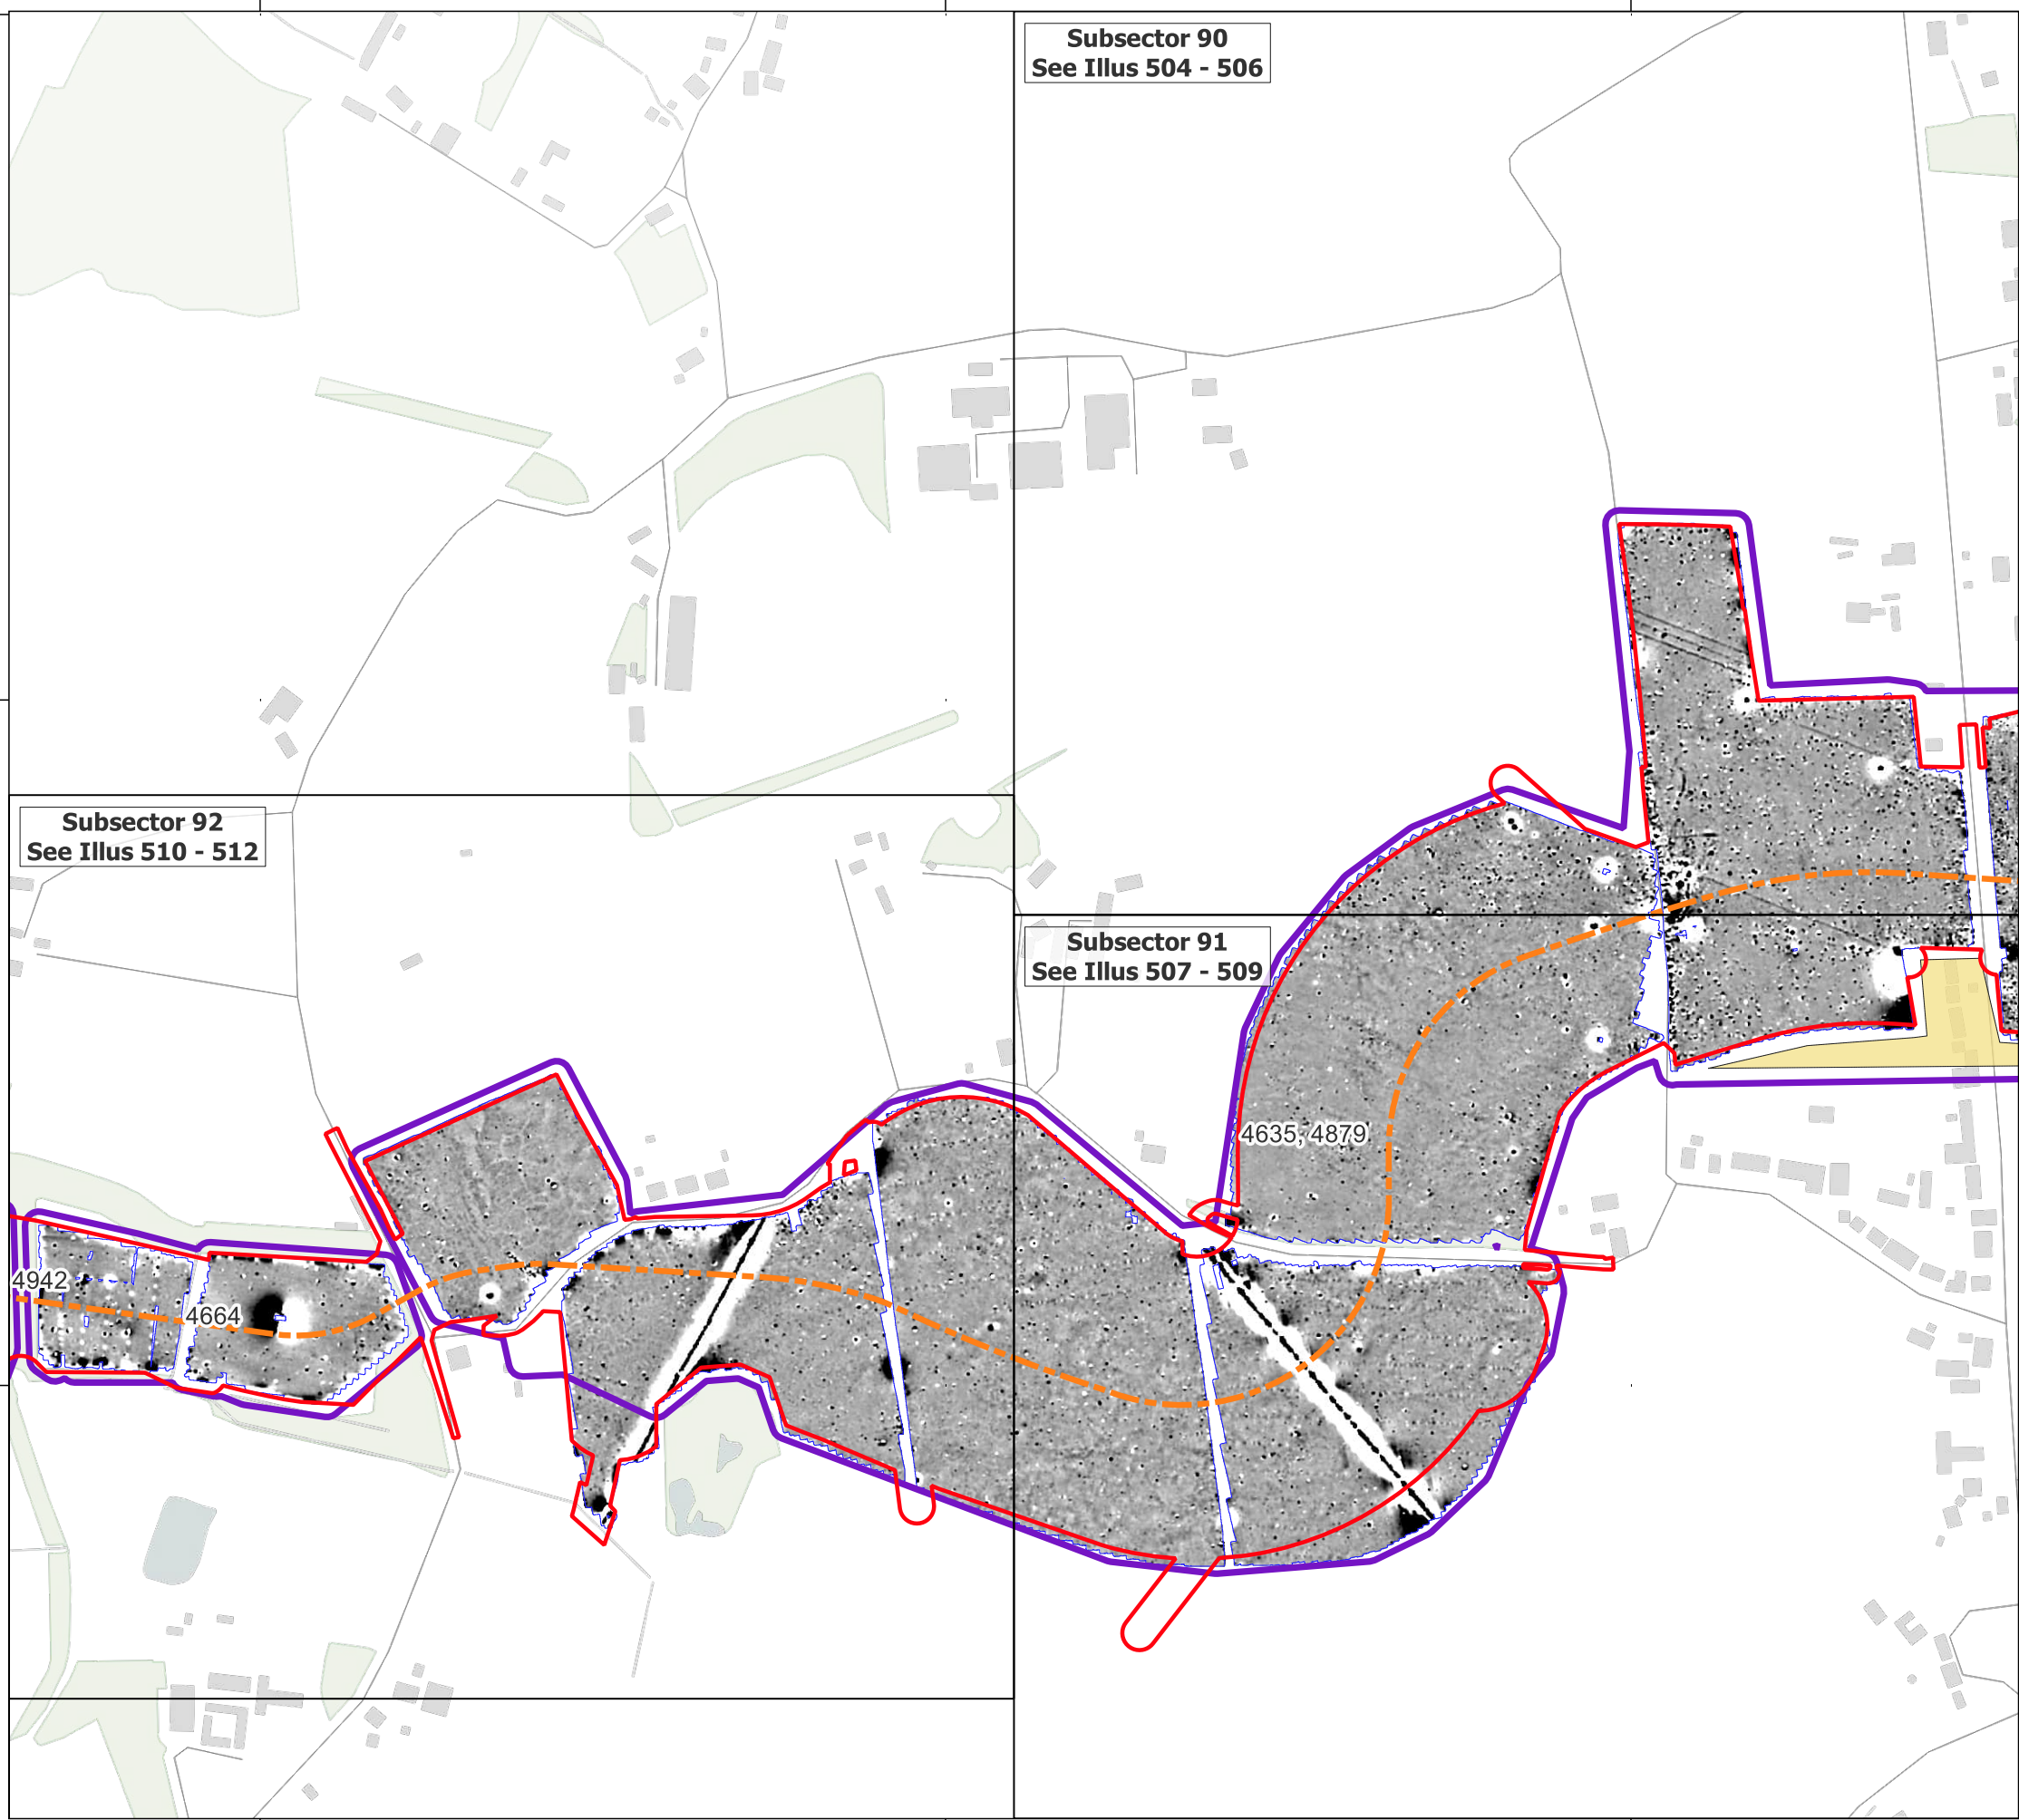 Subsector 90
See Illus 504 - 506
Subsector 92
See Illus 510 - 512
Subsector 91
See Illus 507 - 509
4635, 4879
4942
4664